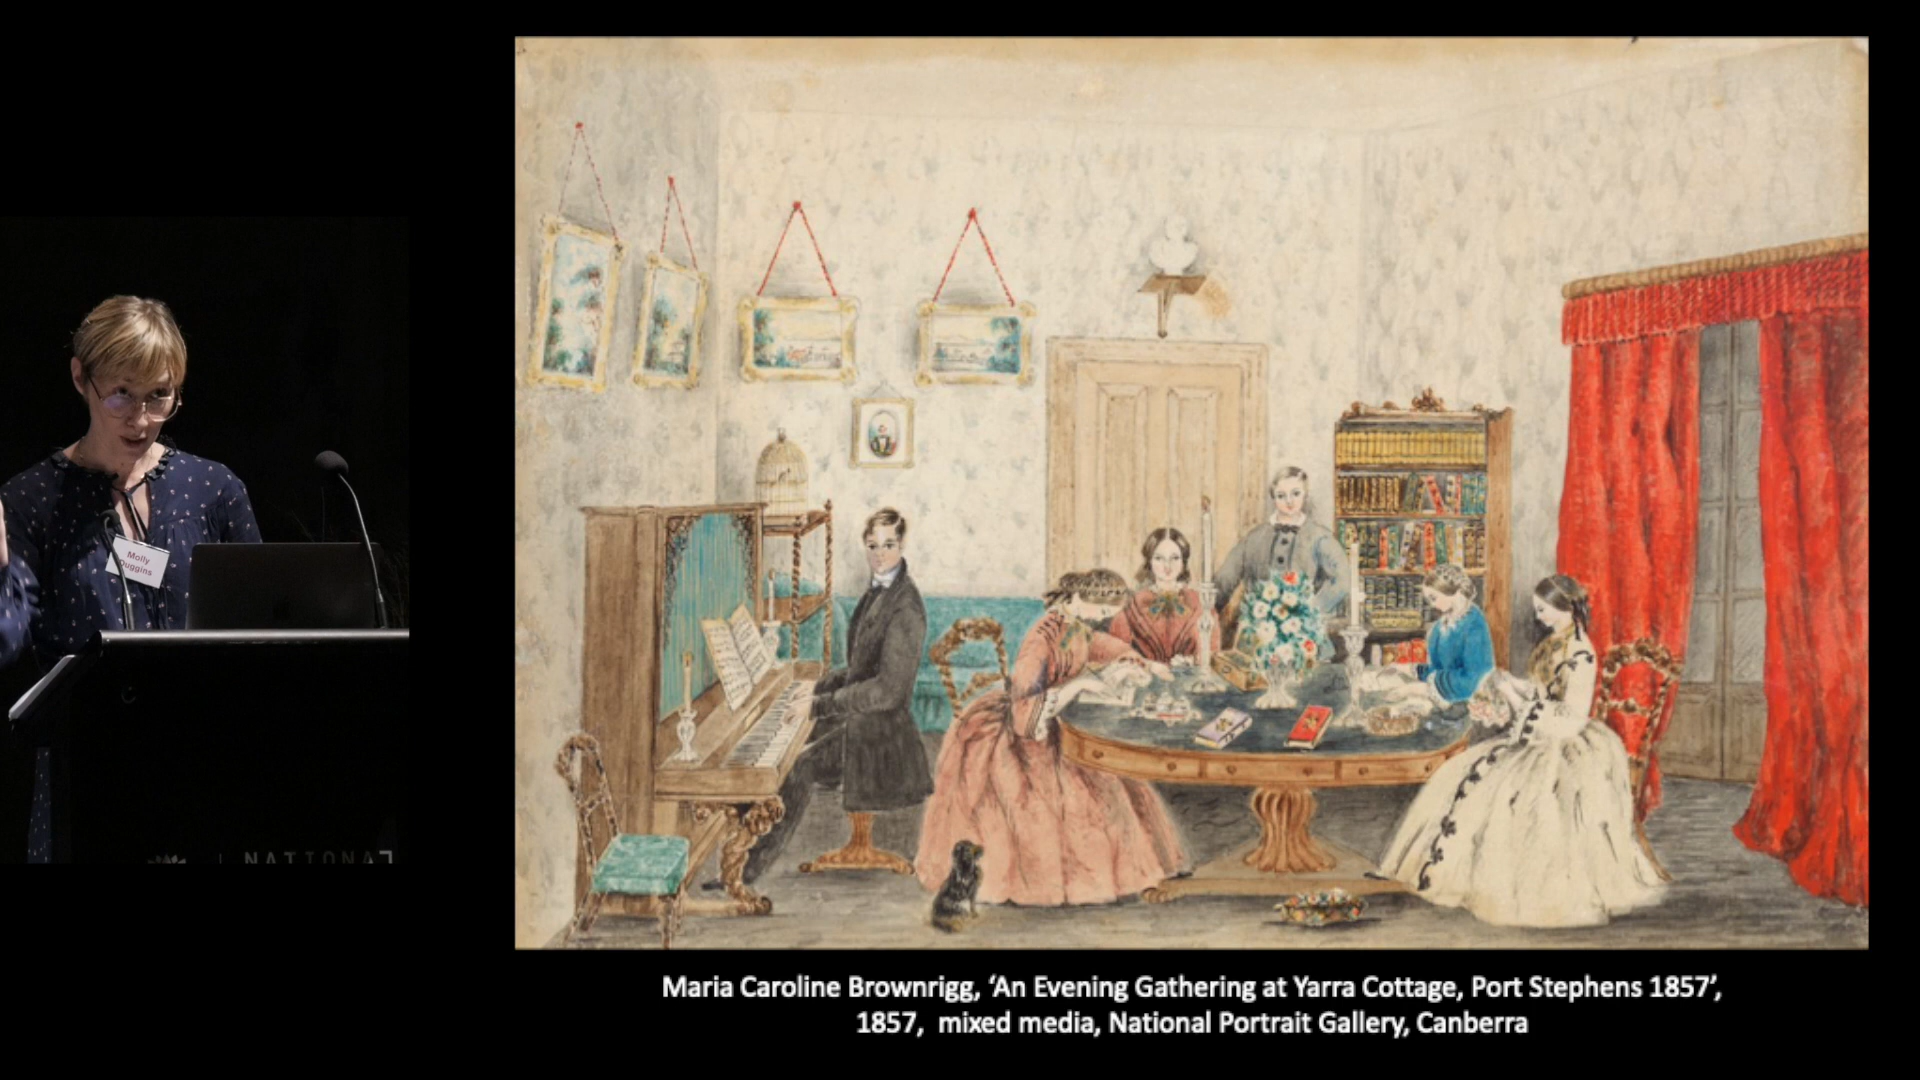 Molly
Duggins
NATIONAL
Maria Caroline Brownrigg, ‘An Evening Gathering at Yarra Cottage, Port Stephens 1857’,
1857,  mixed media, National Portrait Gallery, Canberra